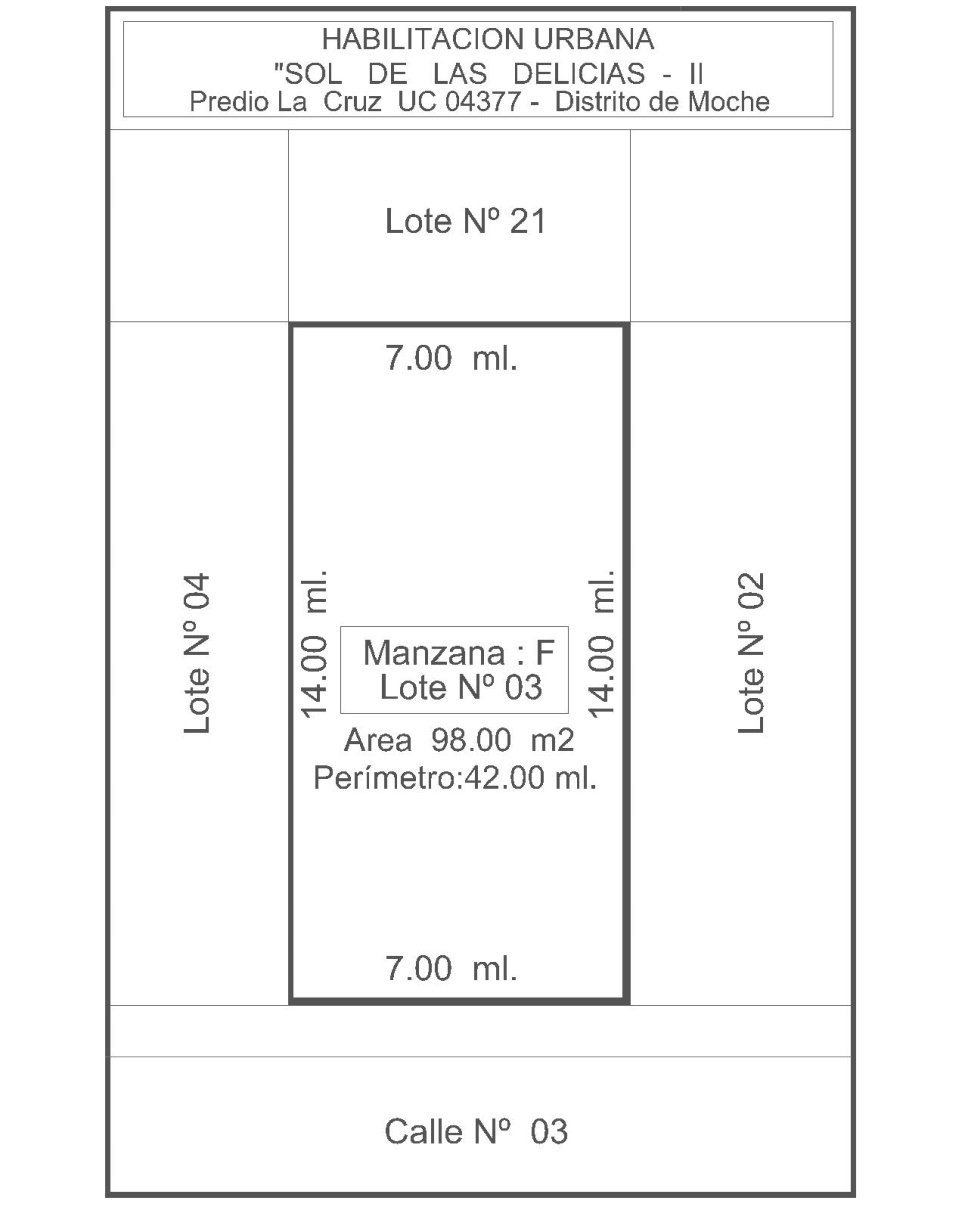 HABILITACION URBANA
"SOL DE LAS DELICIAS - II
Predio La Cruz UC 04377 - Distrito de Moche
Lote Nº 21
7.00 ml.
Lote Nº 04
14.00 ml.
Manzana : F
Lote Nº 03
14.00 ml.
Lote Nº 02
Area 98.00 m2
Perímetro:42.00 ml.
7.00 ml.
Calle Nº 03